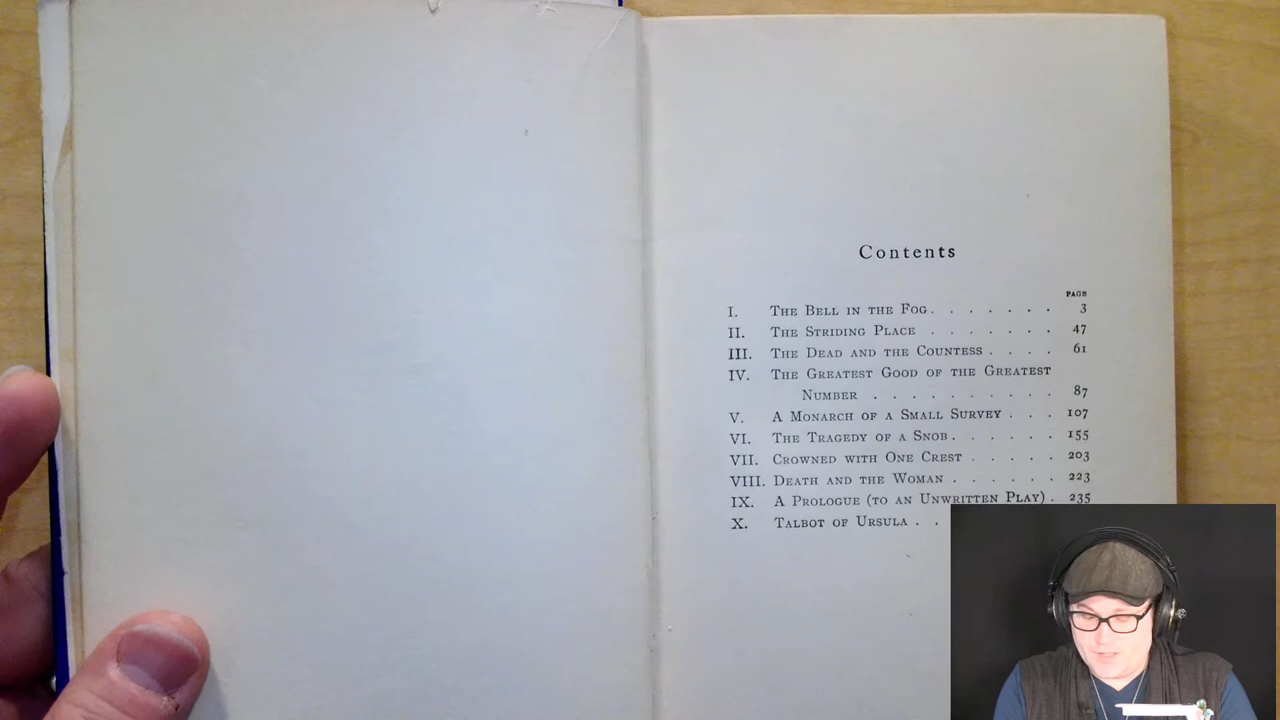 Contents
PAGE
I. The Bell in the Fog . . . . . . . 3
II. The Striding Place . . . . . . . 47
III. The Dead and the Countess . . . . 61
IV. The Greatest Good of the Greatest
Number . . . . . . . . . . 87
V. A Monarch of a Small Survey . . . 107
VI. The Tragedy of a Snob . . . . . . 155
VII. Crowned with One Crest . . . . . 203
VIII. Death and the Woman . . . . . . 223
IX. A Prologue (to an Unwritten Play) . 235
X. Talbot of Ursula . .